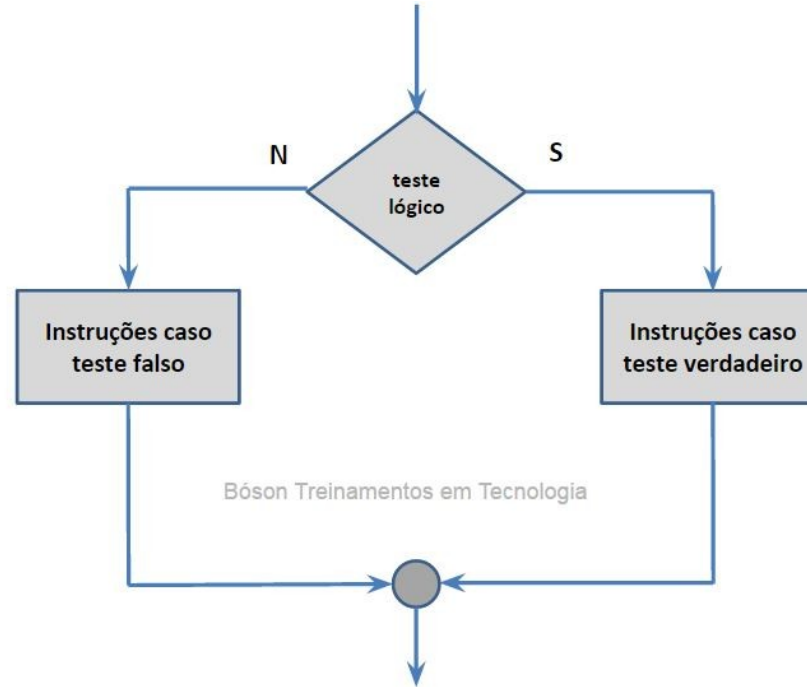 N
S
teste
lógico
Instruções caso
teste falso
Instruções caso
teste verdadeiro
Bóson Treinamentos em Tecnologia